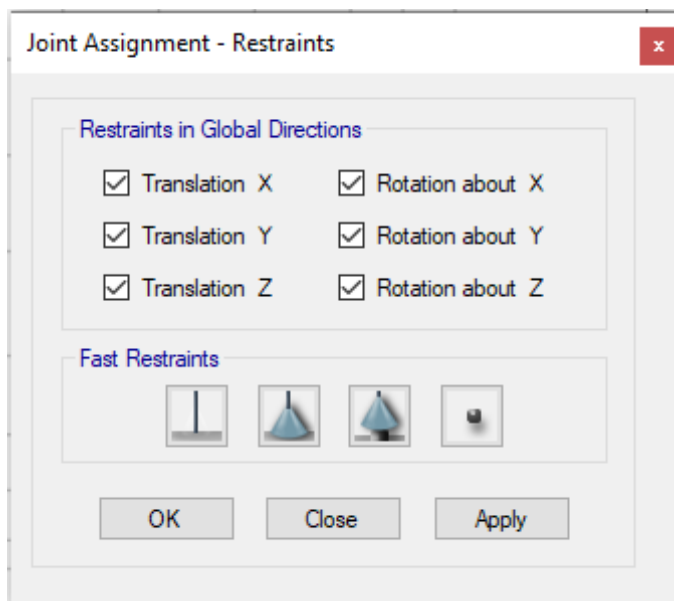 Joint Assignment - Restraints
x
Restraints in Global Directions
Translation X Rotation about X
Translation Y Rotation about Y
Translation Z Rotation about Z
Fast Restraints
OK Close Apply